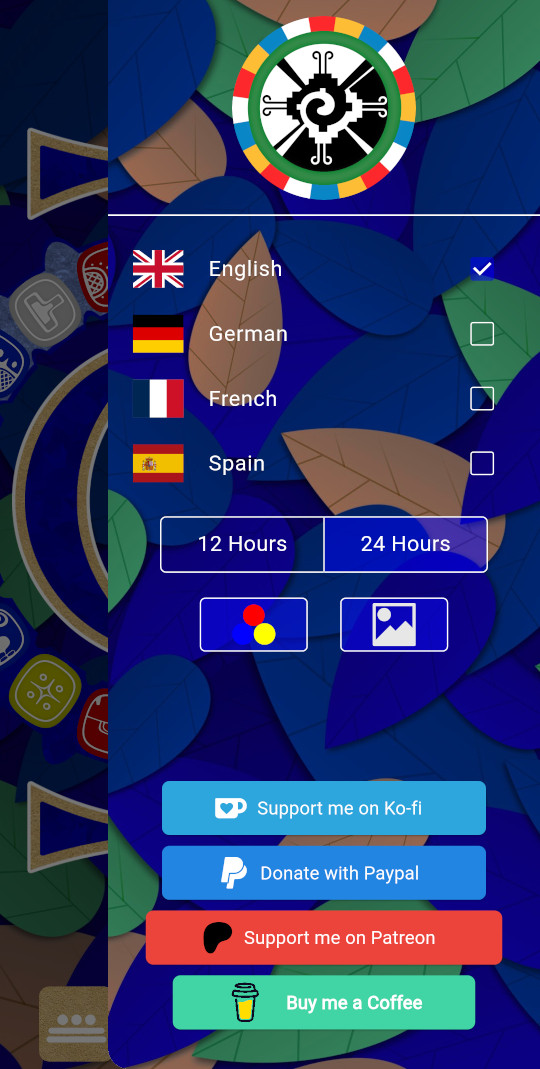 English
German
French
Spain
12 Hours
24 Hours
Support me on Ko-fi
Donate with Paypal
Support me on Patreon
Buy me a Coffee